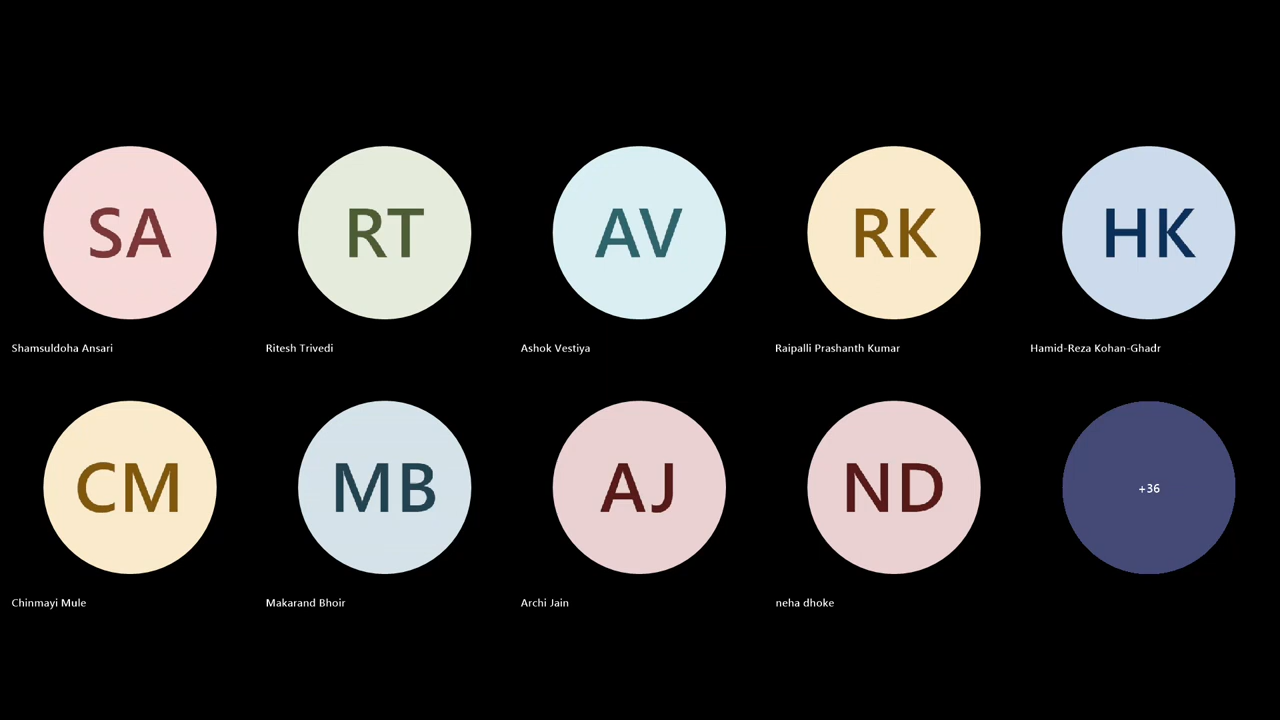 SA
RT
AV
RK
HK
Shamsuldoha Ansari
Ritesh Trivedi
Ashok Vestiya
Raipalli Prashanth Kumar
Hamid-Reza Kohan-Ghadr
CM
MB
AJ
ND
+36
Chinmayi Mule
Makarand Bhoir
Archi Jain
neha dhoke